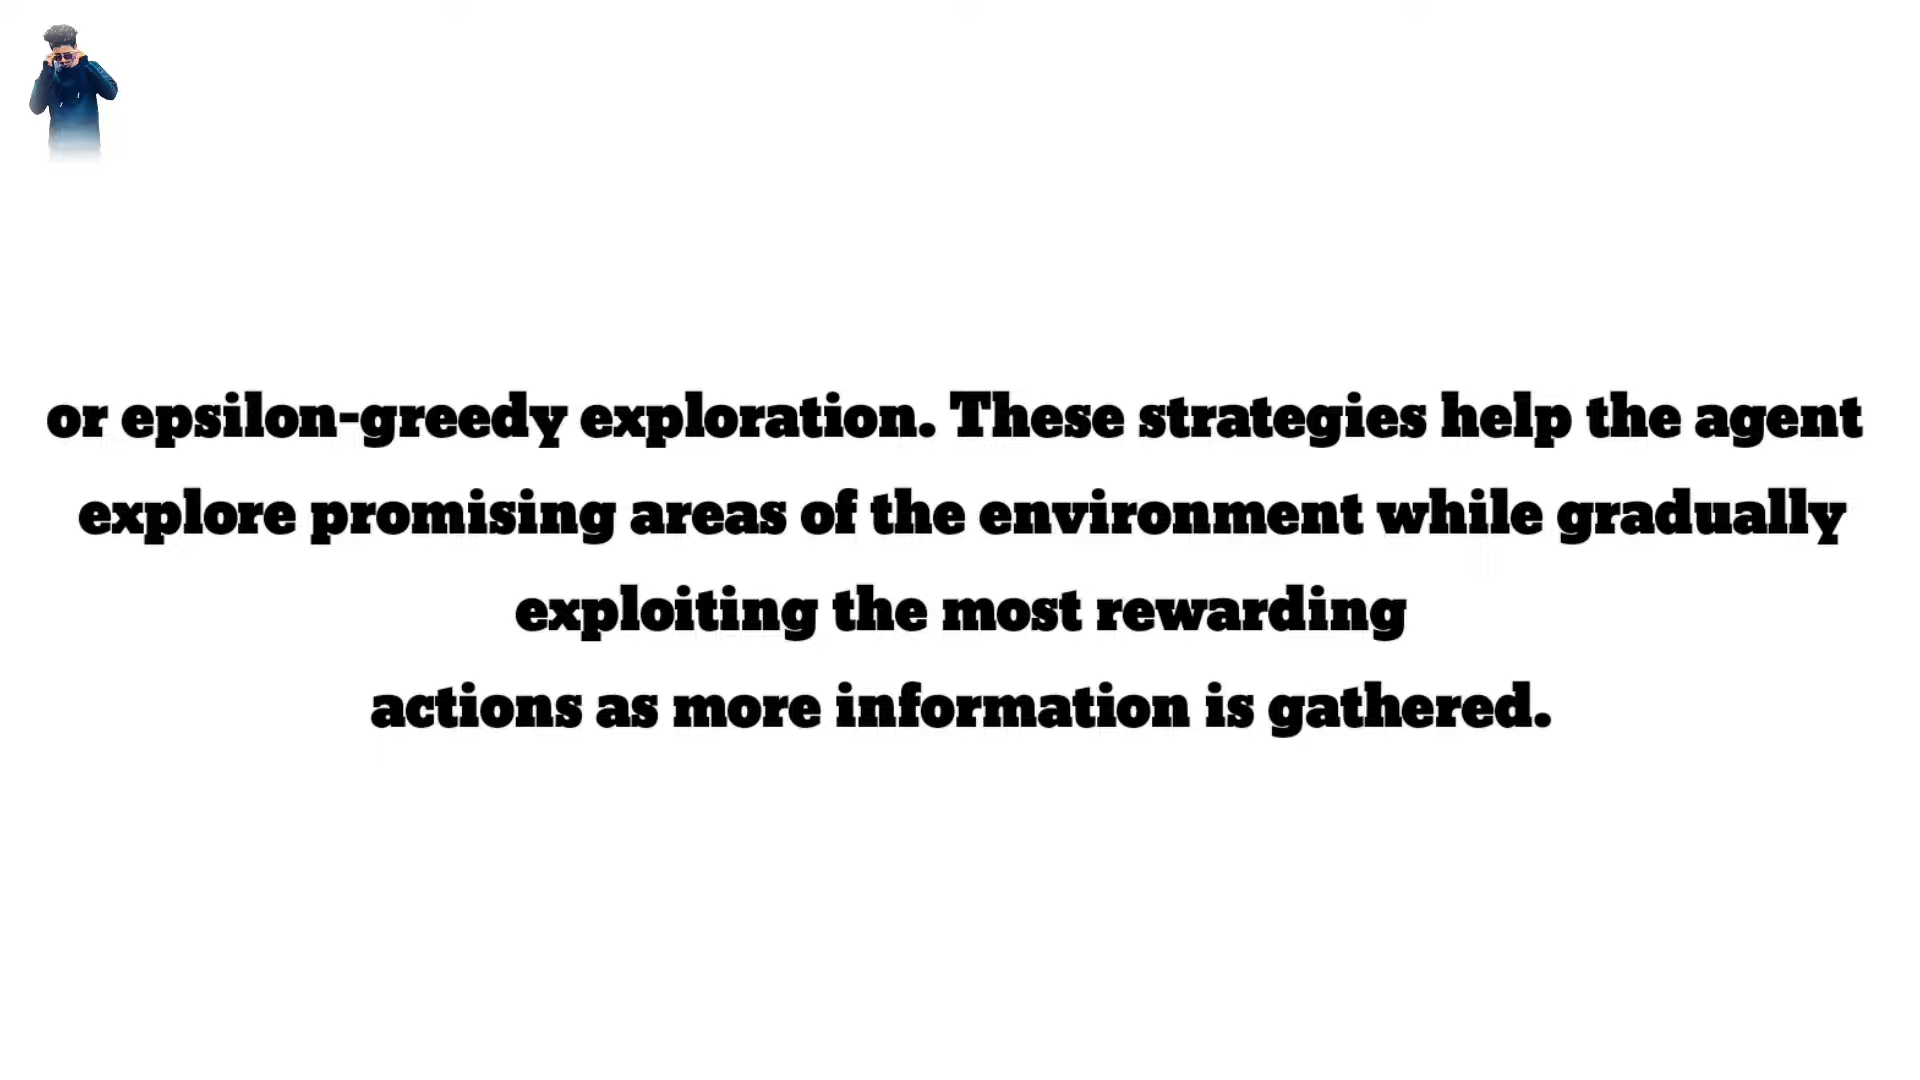 or epsilon-greedy exploration. These strategies help the agent
explore promising areas of the environment while gradually
exploiting the most rewarding
actions as more information is gathered.